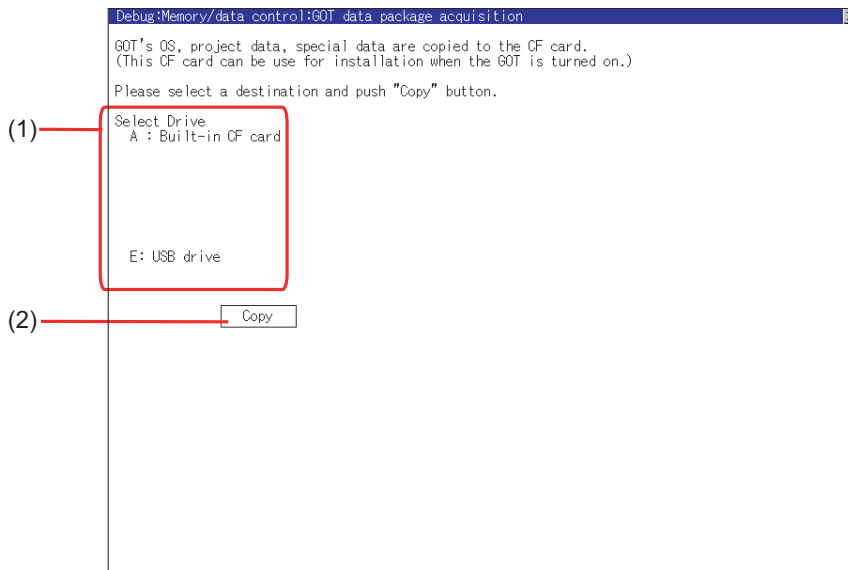 Debug:Memory/data control:GOT data package acquisition
GOT's OS, project data, special data are copied to the CF card.
(This CF card can be use for installation when the GOT is turned on.)
Please select a destination and push "Copy" button.
(1)
Select Drive
A : Built-in CF card
E: USB drive
(2)
Copy